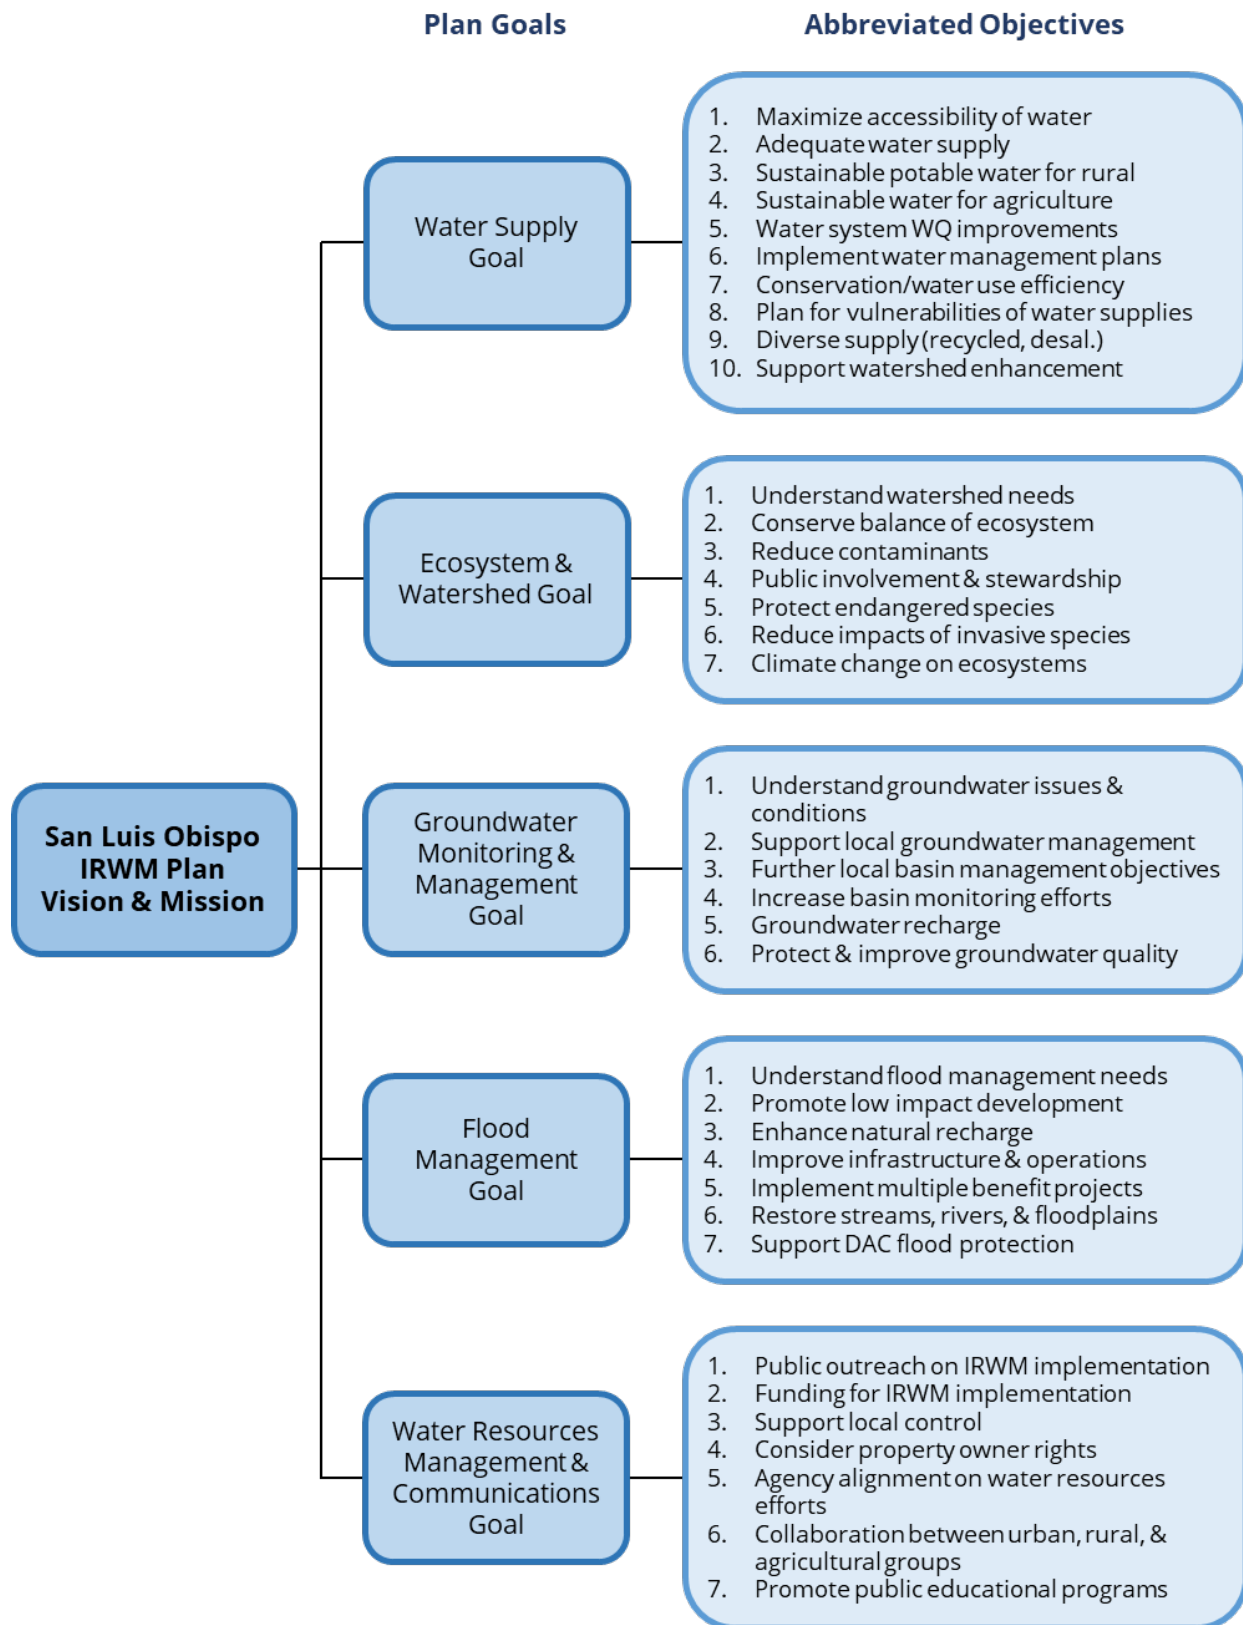 Plan Goals
Abbreviated Objectives
San Luis Obispo
IRWM Plan
Vision & Mission
Water Supply
Goal
1. Maximize accessibility of water
2. Adequate water supply
3. Sustainable potable water for rural
4. Sustainable water for agriculture
5. Water system WQ improvements
6. Implement water management plans
7. Conservation/water use efficiency
8. Plan for vulnerabilities of water supplies
9. Diverse supply (recycled, desal.)
10. Support watershed enhancement
Ecosystem &
Watershed Goal
1. Understand watershed needs
2. Conserve balance of ecosystem
3. Reduce contaminants
4. Public involvement & stewardship
5. Protect endangered species
6. Reduce impacts of invasive species
7. Climate change on ecosystems
Groundwater
Monitoring &
Management
Goal
1. Understand groundwater issues &
conditions
2. Support local groundwater management
3. Further local basin management objectives
4. Increase basin monitoring efforts
5. Groundwater recharge
6. Protect & improve groundwater quality
Flood
Management
Goal
1. Understand flood management needs
2. Promote low impact development
3. Enhance natural recharge
4. Improve infrastructure & operations
5. Implement multiple benefit projects
6. Restore streams, rivers, & floodplains
7. Support DAC flood protection
Water Resources
Management &
Communications
Goal
1. Public outreach on IRWM implementation
2. Funding for IRWM implementation
3. Support local control
4. Consider property owner rights
5. Agency alignment on water resources
efforts
6. Collaboration between urban, rural, &
agricultural groups
7. Promote public educational programs